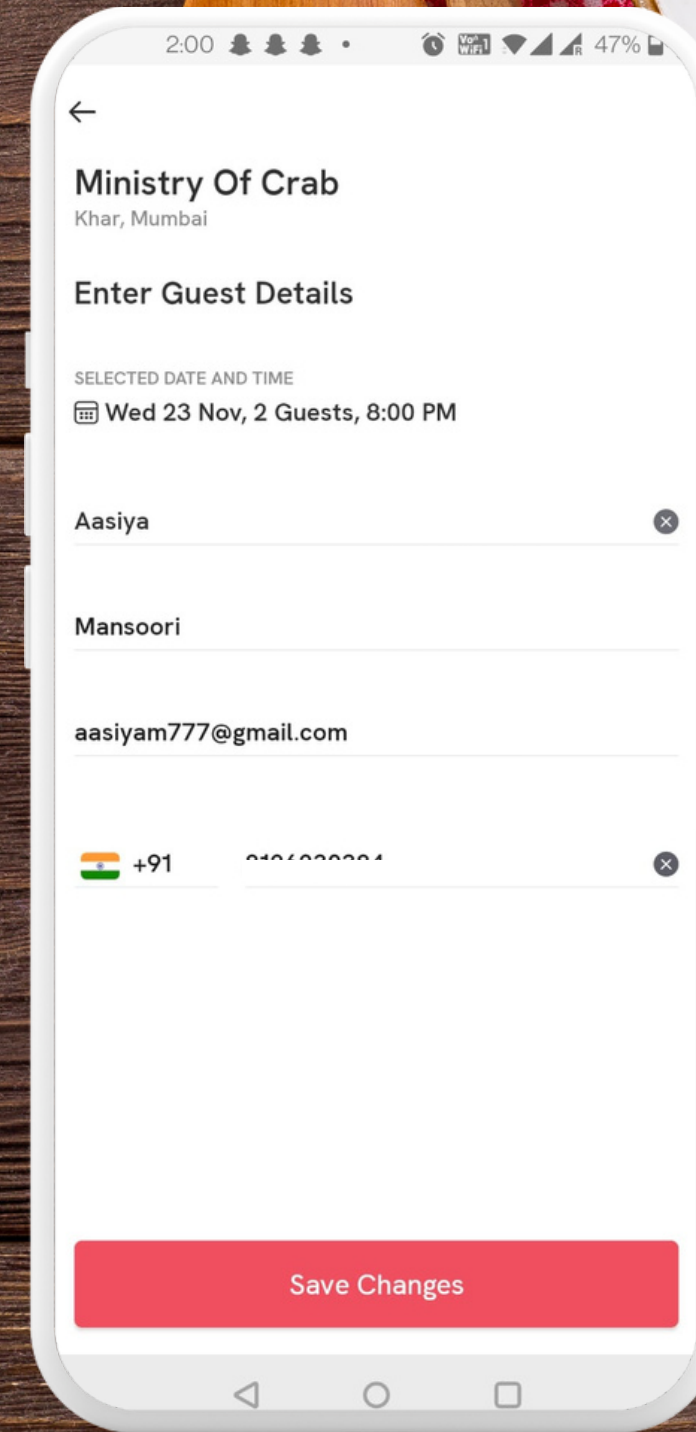 2:00 47%
Ministry Of Crab
Khar, Mumbai
Enter Guest Details
SELECTED DATE AND TIME
Wed 23 Nov, 2 Guests, 8:00 PM
Aasiya
Mansoori
aasiyam777@gmail.com
+91
Save Changes